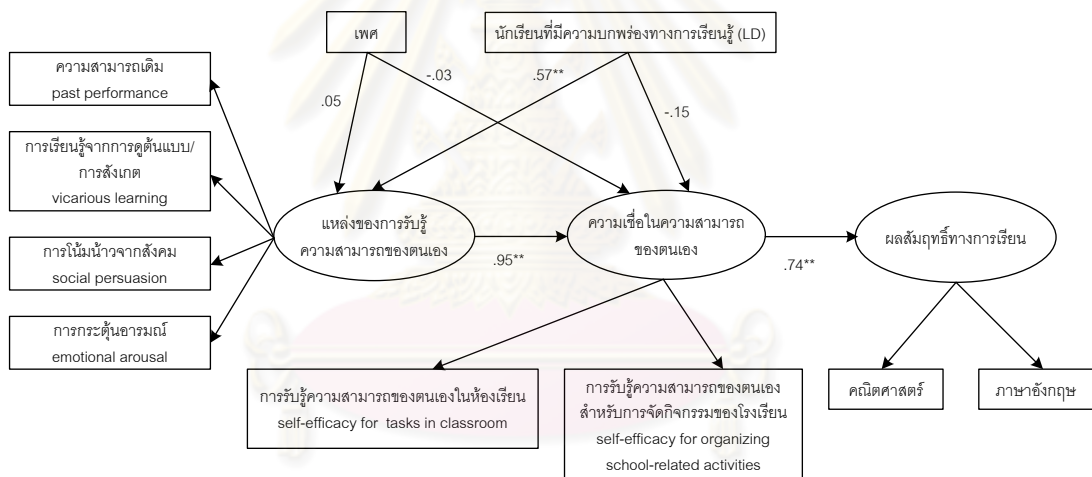 เพศ
นักเรียนที่มีความบกพร่องทางการเรียนรู้ (LD)
ความสามารถเดิม
past performance
-.03
.57**
.05
-.15
การเรียนรู้จากการดูต้นแบบ/
การสังเกต
vicarious learning
แหล่งของการรับรู้
ความสามารถของตนเอง
ความเชื่อในความสามารถ
ของตนเอง
ผลสัมฤทธิ์ทางการเรียน
การโน้มน้าวจากสังคม
social persuasion
.95**
.74**
การกระตุ้นอารมณ์
emotional arousal
การรับรู้ความสามารถของตนเองในห้องเรียน
self-efficacy for tasks in classroom
การรับรู้ความสามารถของตนเอง
สำหรับการจัดกิจกรรมของโรงเรียน
self-efficacy for organizing
school-related activities
คณิตศาสตร์
ภาษาอังกฤษ